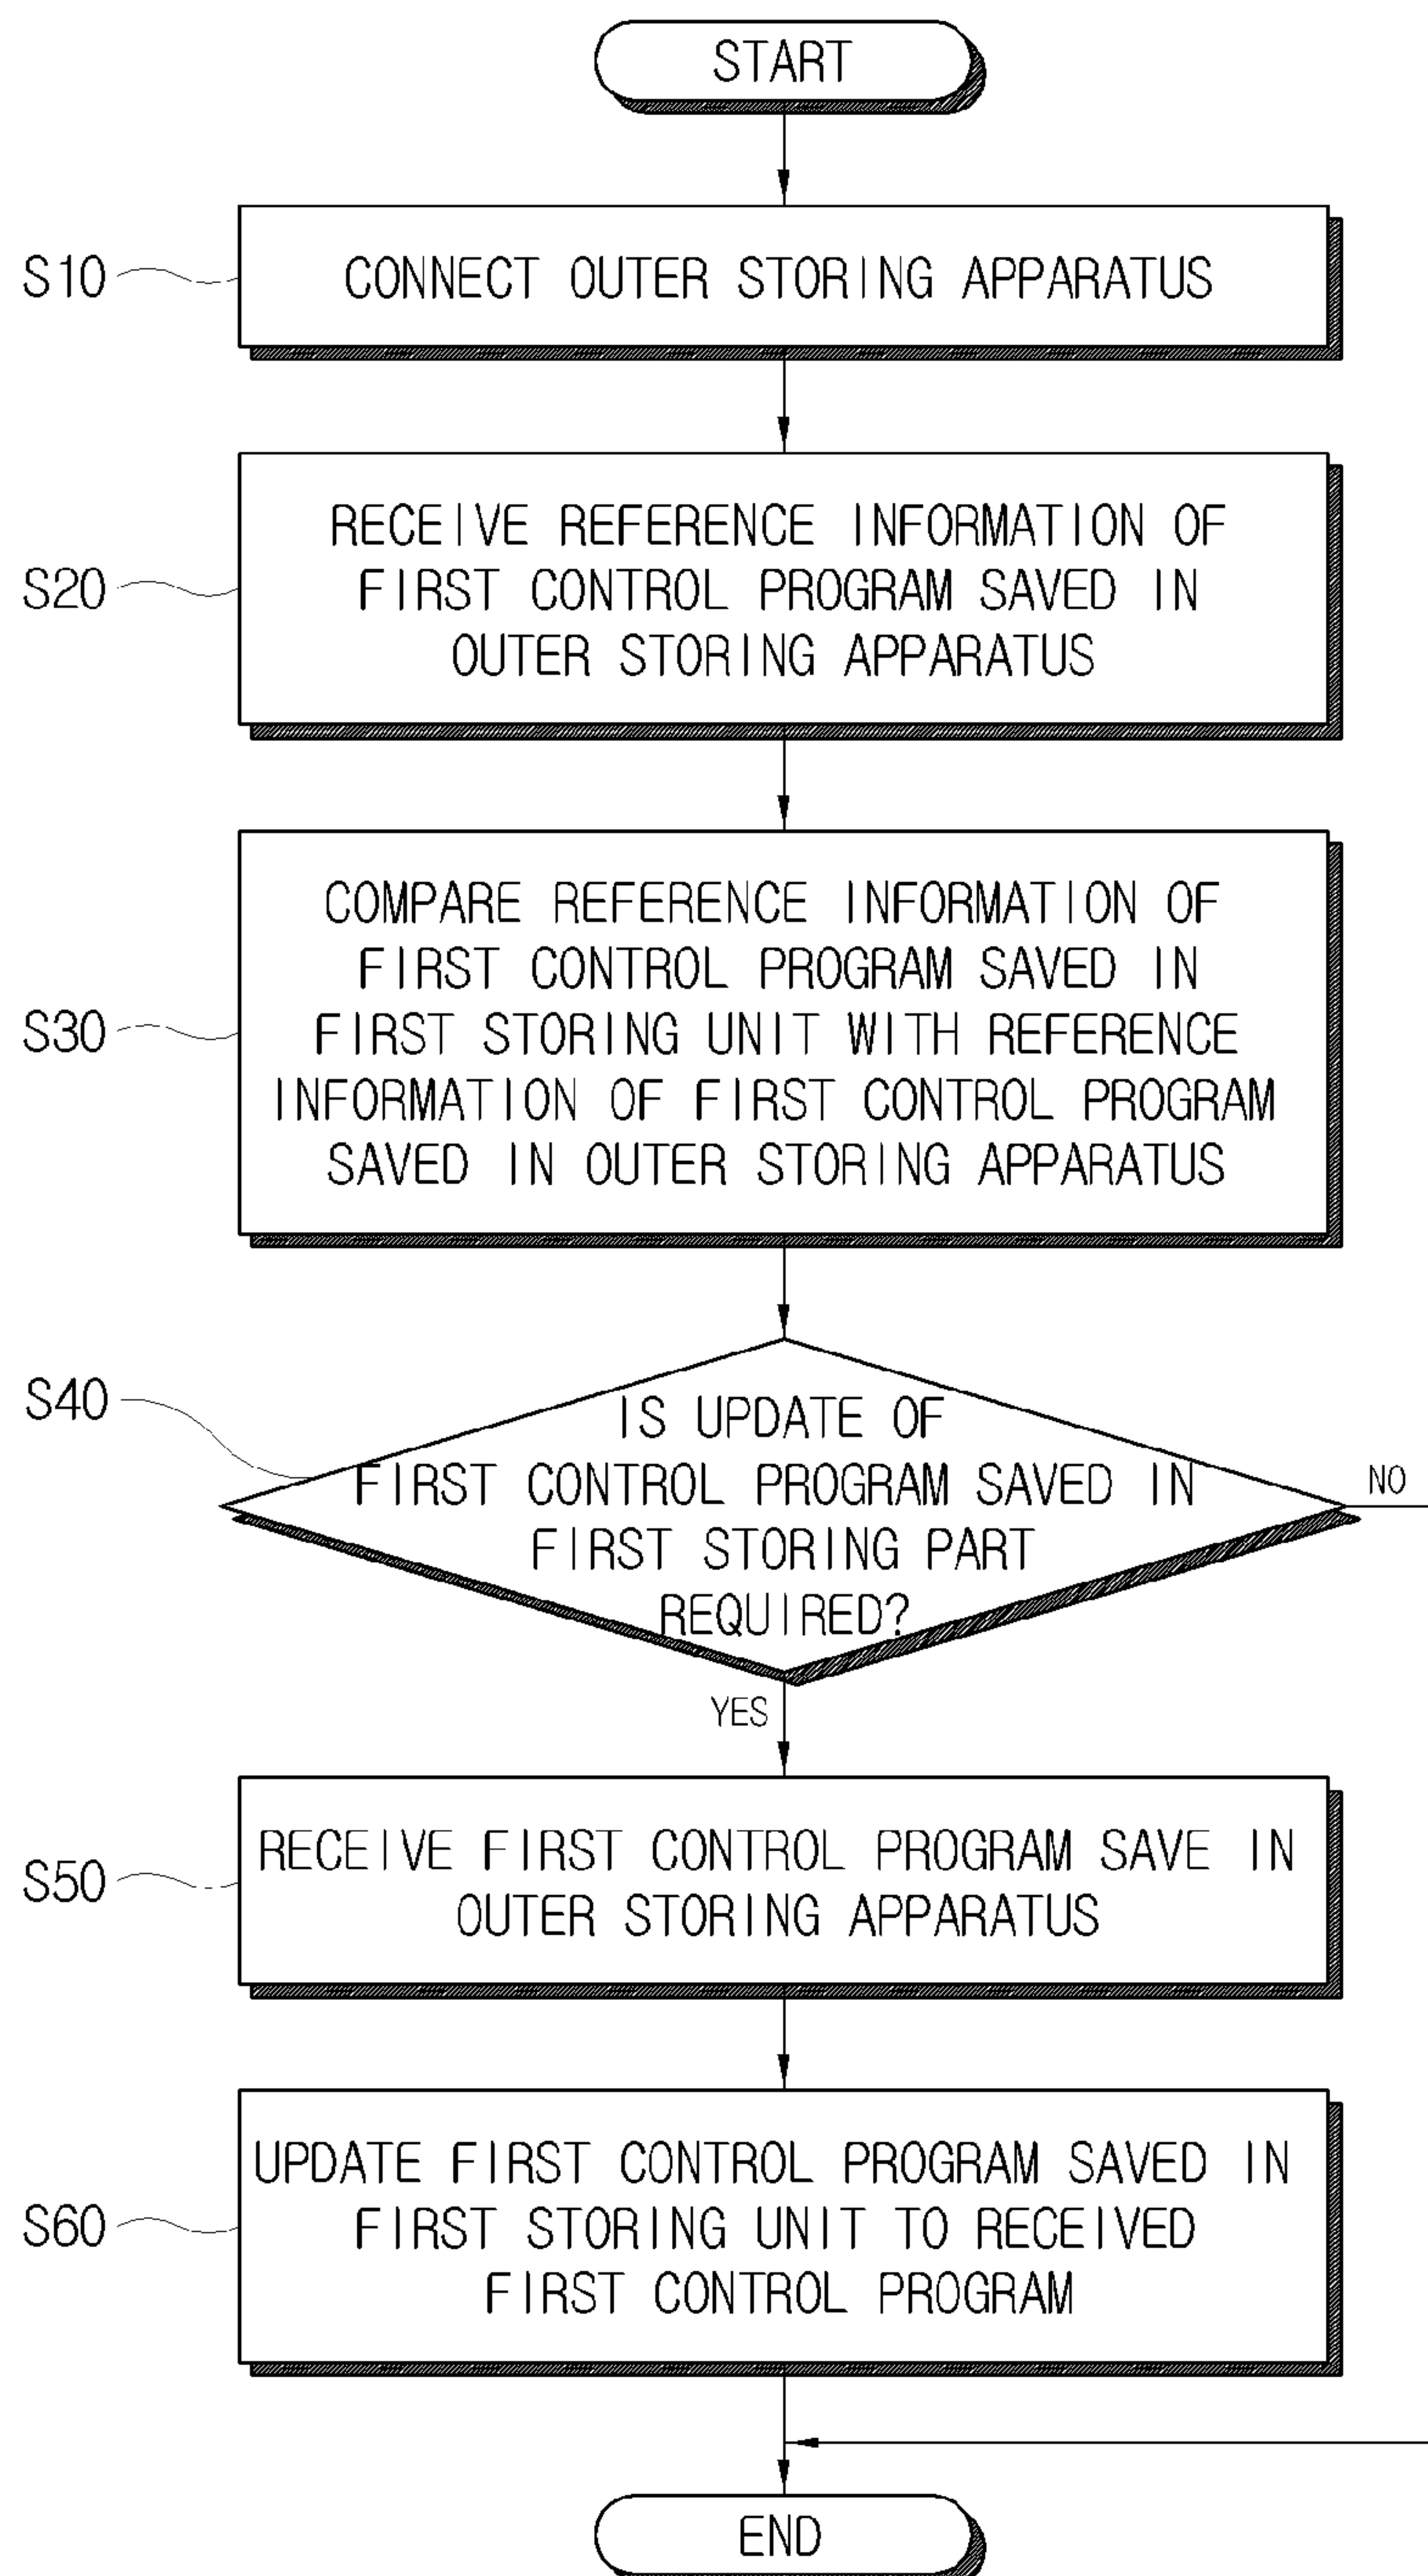 START
S10
CONNECT OUTER STORING APPARATUS
S20
RECEIVE REFERENCE INFORMATION OF
FIRST CONTROL PROGRAM SAVED IN
OUTER STORING APPARATUS
S30
COMPARE REFERENCE INFORMATION OF
FIRST CONTROL PROGRAM SAVED IN
FIRST STORING UNIT WITH REFERENCE
INFORMATION OF FIRST CONTROL PROGRAM
SAVED IN OUTER STORING APPARATUS
S40
IS UPDATE OF
FIRST CONTROL PROGRAM SAVED IN
FIRST STORING PART
REQUIRED?
NO
YES
S50
RECEIVE FIRST CONTROL PROGRAM SAVE IN
OUTER STORING APPARATUS
S60
UPDATE FIRST CONTROL PROGRAM SAVED IN
FIRST STORING UNIT TO RECEIVED
FIRST CONTROL PROGRAM
END